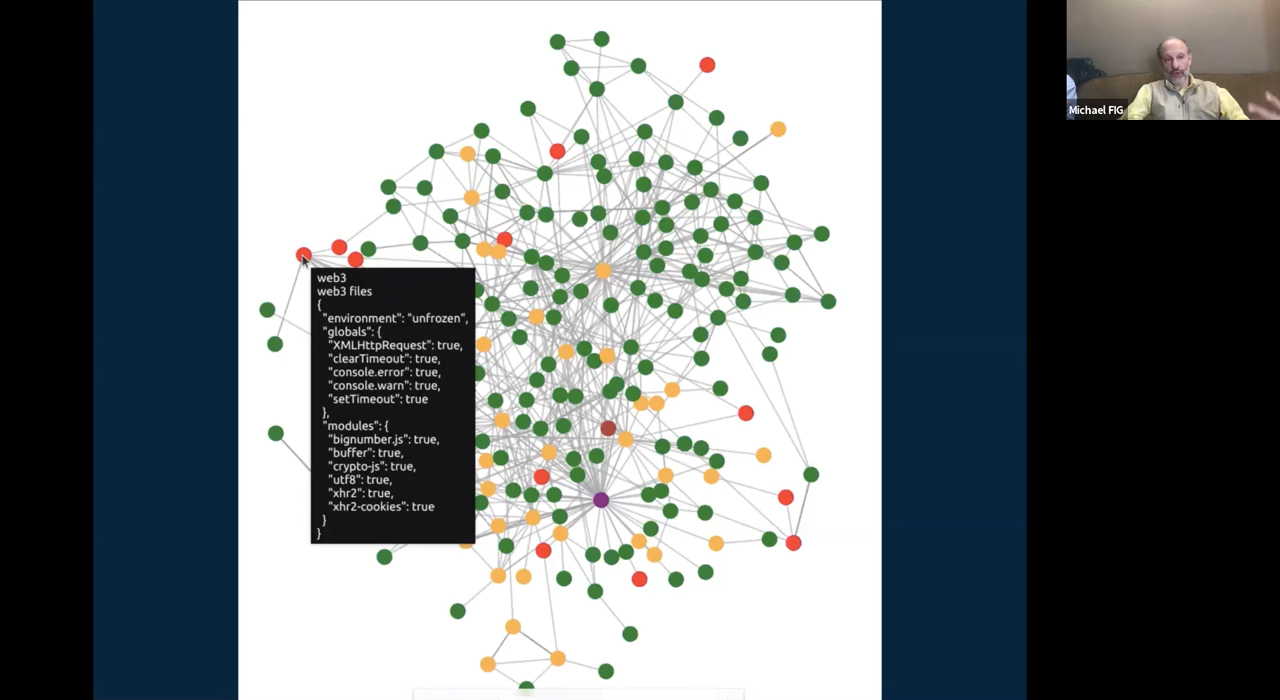 web3
web3 files
{
"environment": "unfrozen",
"globals": {
"XMLHttpRequest": true,
"clearTimeout": true,
"console.error": true,
"console.warn": true,
"setTimeout": true
},
"modules": {
"bignumber.js": true,
"buffer": true,
"crypto-js": true,
"utf8": true,
"xhr2": true,
"xhr2-cookies": true
}
}
Michael FIG